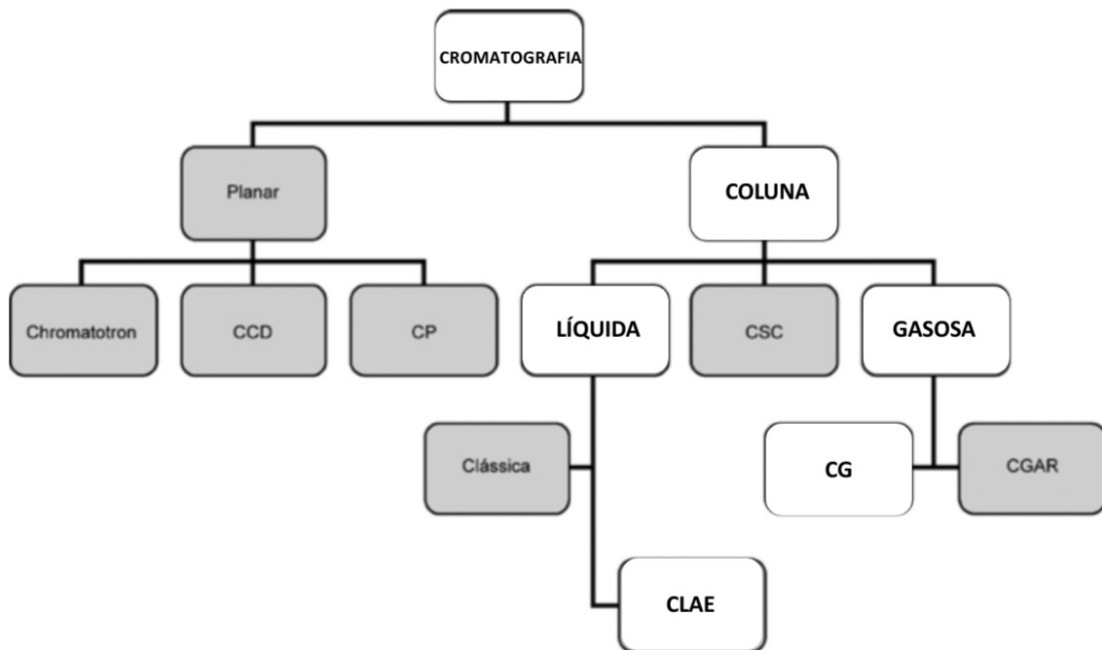 CROMATOGRAFIA
Planar
COLUNA
Chromatotron
CCD
CP
LÍQUIDA
CSC
GASOSA
Clássica
CG
CGAR
CLAE